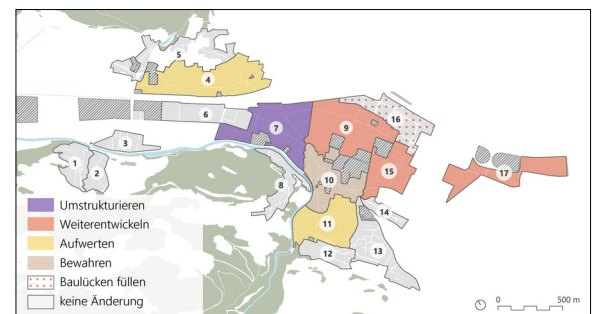 5
4
6
7
9
16
3
1
2
8
10
15
17
11
14
12
13
Umstrukturieren
Weiterentwickeln
Aufwerten
Bewahren
Baulücken füllen
keine Änderung
0 500 m